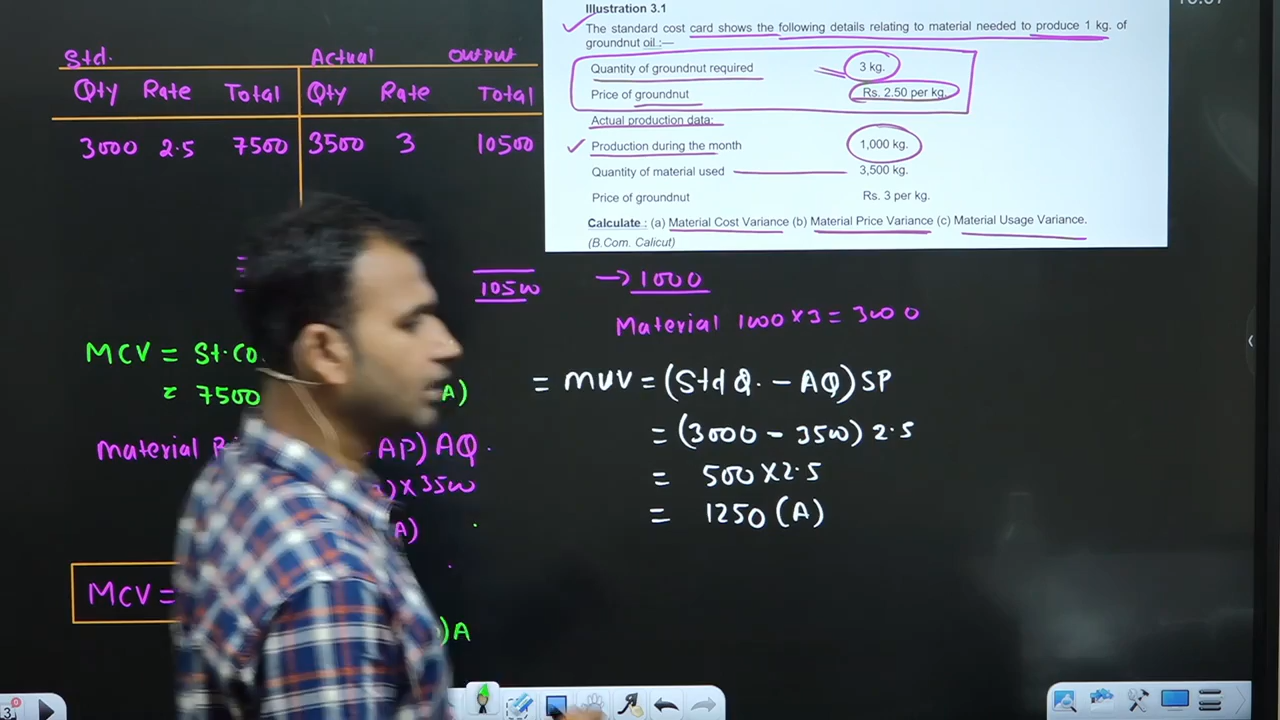 Illustration 3.1
The standard cost card shows the following details relating to material needed to produce 1 kg. of
groundnut oil.:—
Quantity of groundnut required 3 kg.
Price of groundnut Rs. 2.50 per kg.
Actual production data:
Production during the month 1,000 kg.
Quantity of material used 3,500 kg.
Price of groundnut Rs. 3 per kg.
Calculate : (a) Material Cost Variance (b) Material Price Variance (c) Material Usage Variance.
(B.Com. Calicut)
Std. Actual Output
Qty Rate Total Qty Rate Total
3000 2.5 7500 3500 3 10500
10500 → 1000
Material 1000 × 3 = 3000
MCV = St. Co.
= 7500 A)
Material AP) AQ.
) × 3500
A)
MCV =
) A
= MUV = (Std Q. - AQ) SP
= (3000 - 3500) 2.5
= 500 × 2.5
= 1250 (A)
3